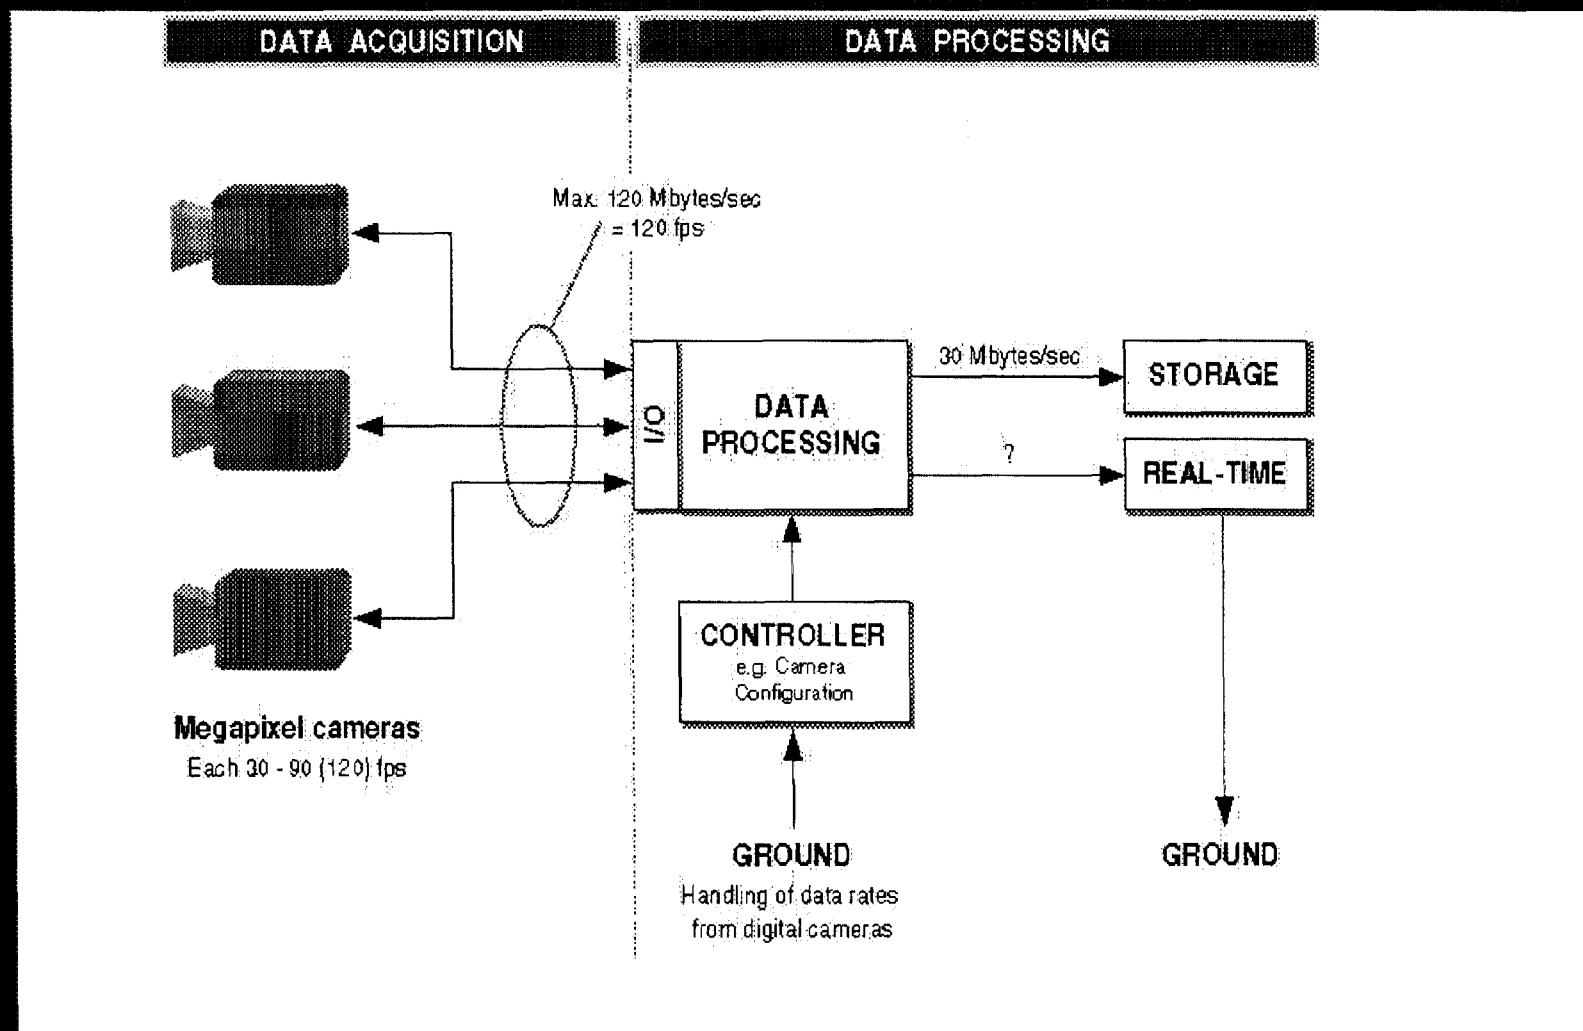 DATA ACQUISITION
DATA PROCESSING
Max. 120 Mbytes/sec
= 120 fps
30 Mbytes/sec
STORAGE
I/O
DATA
PROCESSING
?
REAL-TIME
CONTROLLER
e.g. Camera
Configuration
Megapixel cameras
Each 30 - 90 (120) fps
GROUND
GROUND
Handling of data rates
from digital cameras